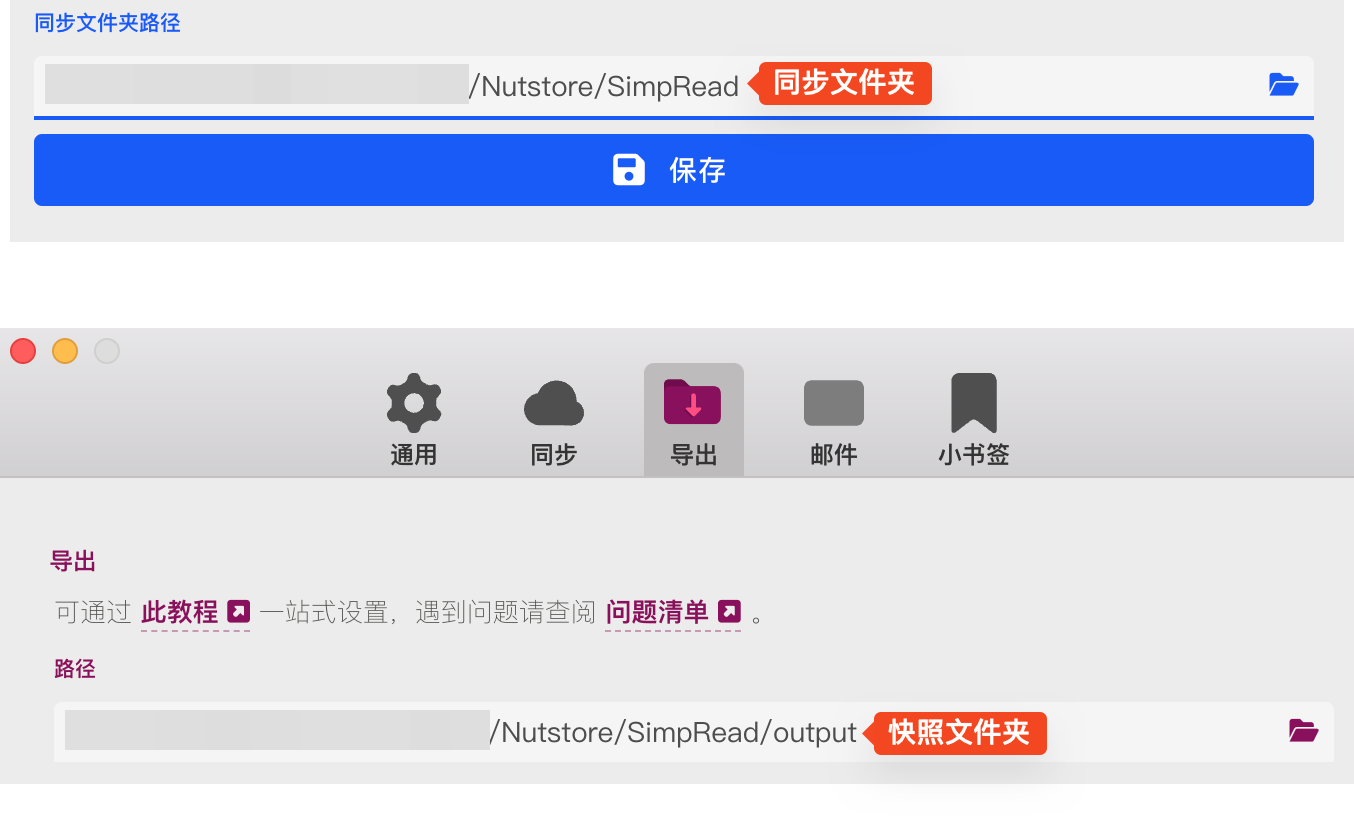 同步文件夹路径
/Nutstore/SimpRead 同步文件夹
保存
通用 同步 导出 邮件 小书签
导出
可通过 此教程 一站式设置，遇到问题请查阅 问题清单 。
路径
/Nutstore/SimpRead/output 快照文件夹